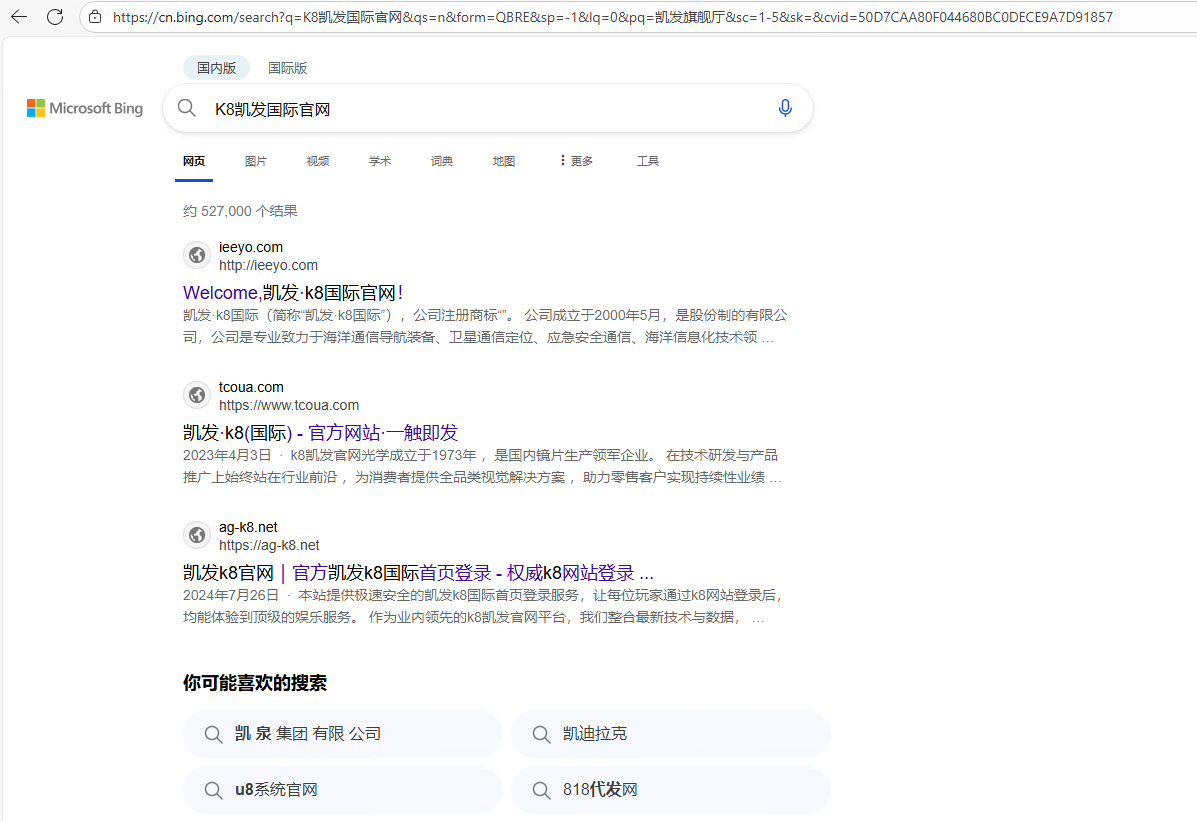 https://cn.bing.com/search?q=K8凯发国际官网&qs=n&form=QBRE&sp=-1&lq=0&pq=凯发旗舰厅&sc=1-5&sk=&cvid=50D7CAA80F044680BC0DECE9A7D91857
国内版 国际版
Microsoft Bing K8凯发国际官网
网页 图片 视频 学术 词典 地图 更多 工具
约 527,000 个结果
ieeyo.com
http://ieeyo.com
Welcome,凯发·k8国际官网!
凯发·k8国际（简称“凯发·k8国际”），公司注册商标“”。 公司成立于2000年5月，是股份制的有限公
司，公司是专业致力于海洋通信导航装备、卫星通信定位、应急安全通信、海洋信息化技术领 …
tcoua.com
https://www.tcoua.com
凯发·k8(国际) - 官方网站·一触即发
2023年4月3日 · k8凯发官网光学成立于1973年 ，是国内镜片生产领军企业。 在技术研发与产品
推广上始终站在行业前沿 ，为消费者提供全品类视觉解决方案 ，助力零售客户实现持续性业绩 …
ag-k8.net
https://ag-k8.net
凯发k8官网｜官方凯发k8国际首页登录 - 权威k8网站登录 ...
2024年7月26日 · 本站提供极速安全的凯发k8国际首页登录服务，让每位玩家通过k8网站登录后，
均能体验到顶级的娱乐服务。 作为业内领先的k8凯发官网平台，我们整合最新技术与数据， …
你可能喜欢的搜索
凯 泉 集团 有限 公司 凯迪拉克
u8系统官网 818代发网